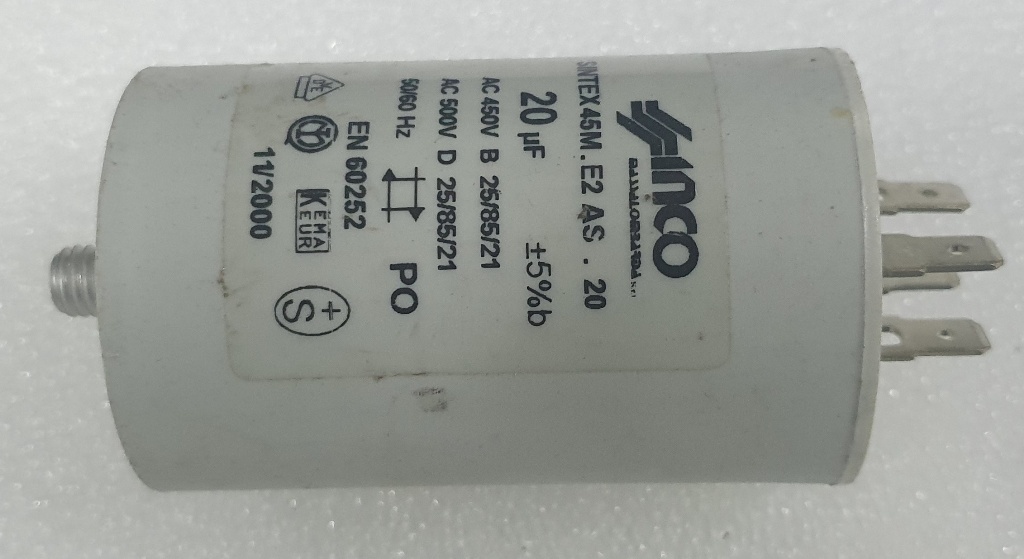 SINCO
SINTEX 45M . E2 AS . 20
20 µF ±5%b
AC 450V B 25/85/21
AC 500V D 25/85/21
50/60 Hz PO
EN 60252
KEMA
KEUR
+
S
11/2000